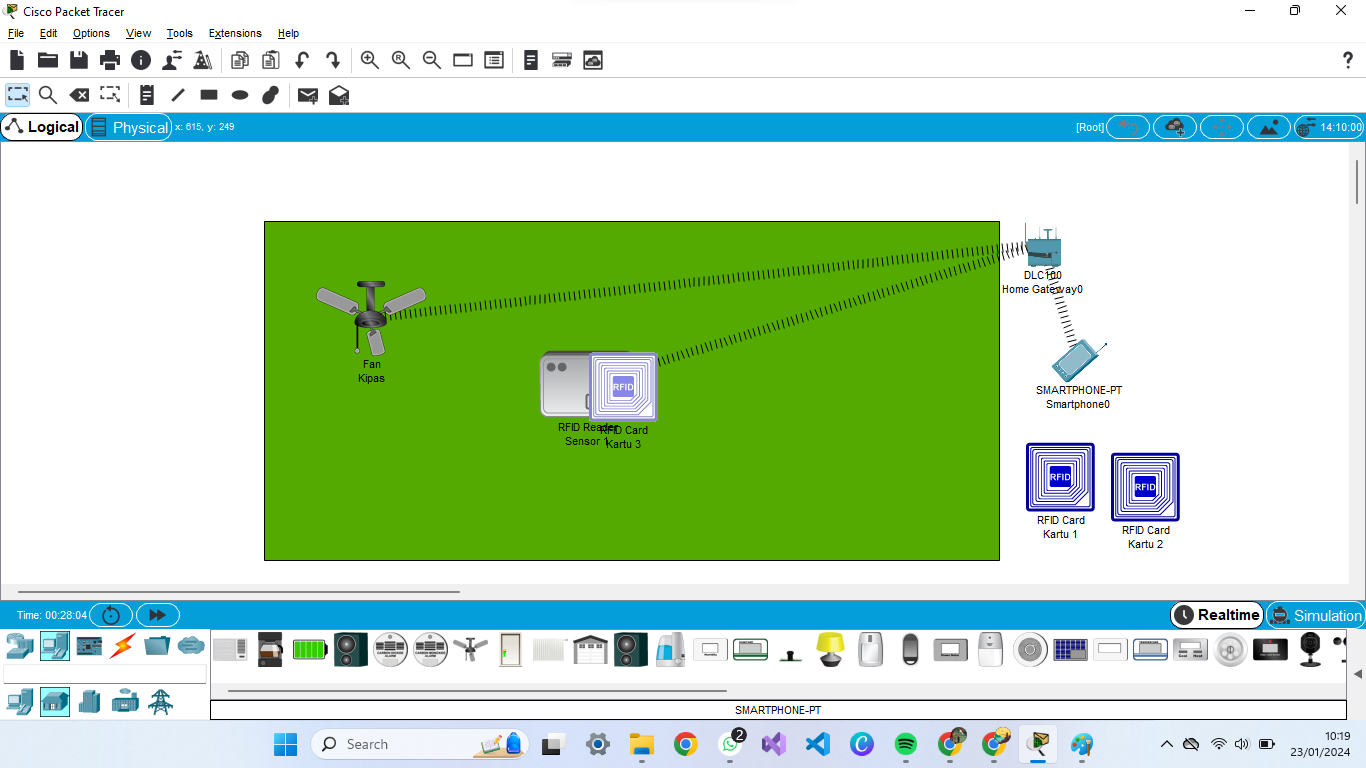 Cisco Packet Tracer
File Edit Options View Tools Extensions Help
Logical Physical x: 615, y: 249 [Root] 14:10:00
DLC100
Home Gateway0
Fan
Kipas
SMARTPHONE-PT
Smartphone0
RFID
RFID Reader
Sensor 1
RFID Card
Kartu 3
RFID
RFID Card
Kartu 1
RFID
RFID Card
Kartu 2
Time: 00:28:04 Realtime Simulation
SMARTPHONE-PT
Search
2
10:19
23/01/2024